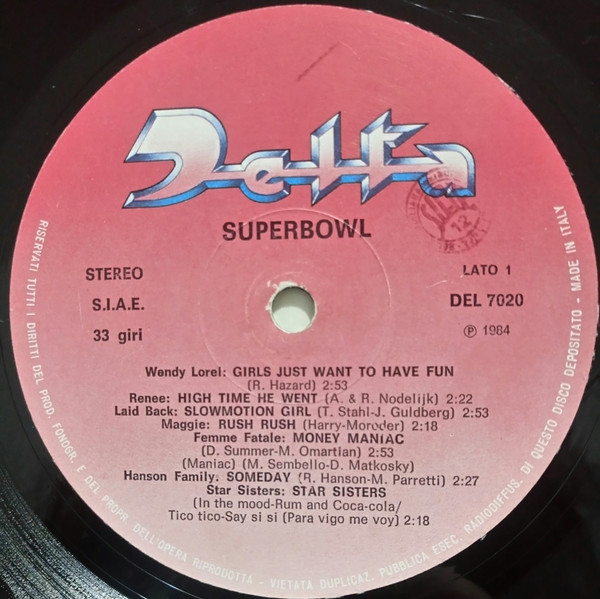 Delta
SUPERBOWL
STEREO
S.I.A.E.
33 giri
LATO 1
DEL 7020
Ⓟ 1984
Wendy Lorel: GIRLS JUST WANT TO HAVE FUN
(R. Hazard) 2:53
Renee: HIGH TIME HE WENT (A. & R. Nodelijk) 2:22
Laid Back: SLOWMOTION GIRL (T. Stahl-J. Guldberg) 2:53
Maggie: RUSH RUSH (Harry-Moroder) 2:18
Femme Fatale: MONEY MANIAC
(D. Summer-M. Omartian) 2:53
(Maniac) (M. Sembello-D. Matkosky)
Hanson Family: SOMEDAY (R. Hanson-M. Parretti) 2:27
Star Sisters: STAR SISTERS
(In the mood-Rum and Coca-cola/
Tico tico-Say si si (Para vigo me voy) 2:18
RISERVATI TUTTI I DIRITTI DEL PROD. FONOGR. E DEL PROPR. DELL'OPERA RIPRODOTTA - VIETATA DUPLICAZ. PUBBLICA ESEC. RADIODIFFUS. DI QUESTO DISCO DEPOSITATO - MADE IN ITALY